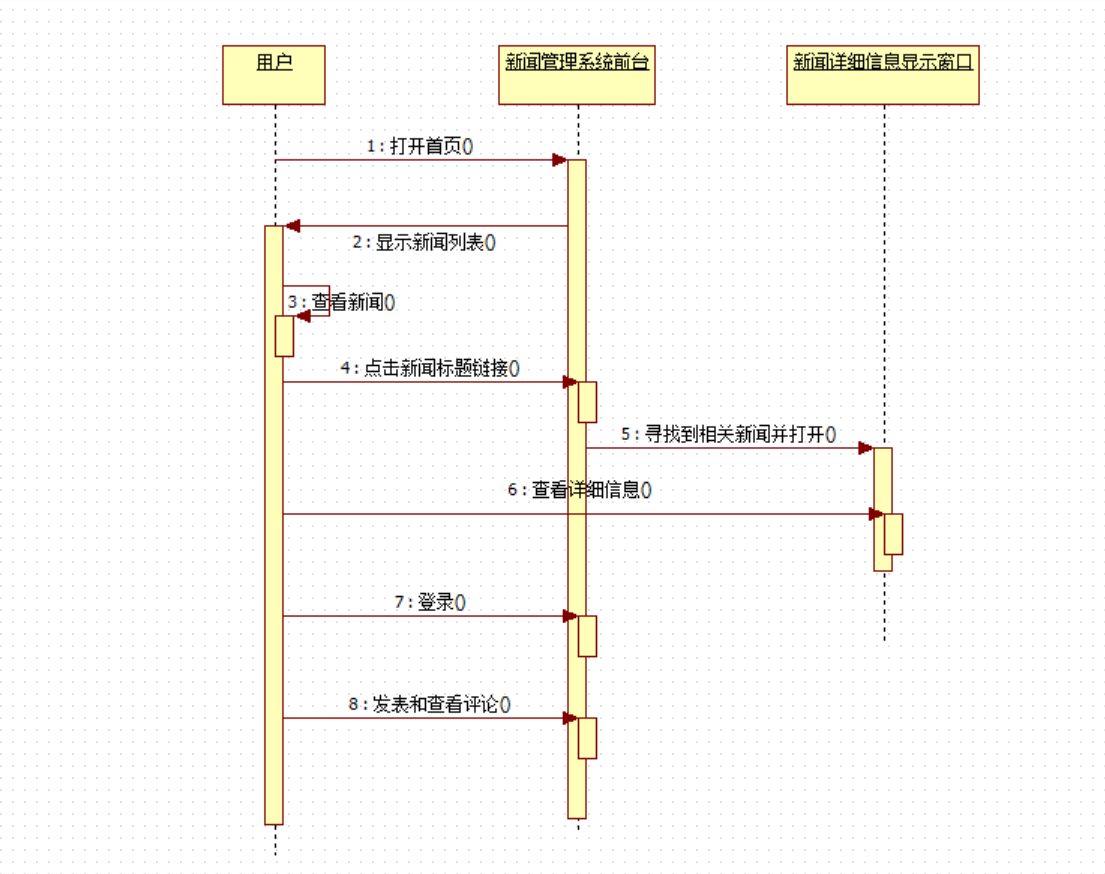 用户
新闻管理系统前台
新闻详细信息显示窗口
1 : 打开首页()
2 : 显示新闻列表()
3 : 查看新闻()
4 : 点击新闻标题链接()
5 : 寻找到相关新闻并打开()
6 : 查看详细信息()
7 : 登录()
8 : 发表和查看评论()